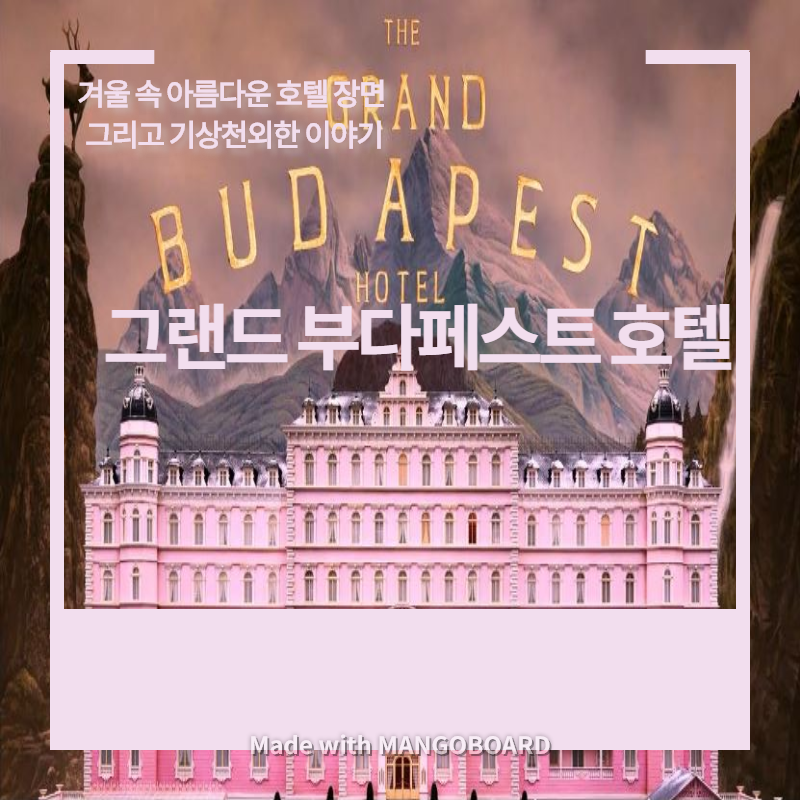 THE
GRAND
BUDAPEST
HOTEL
겨울 속 아름다운 호텔 장면
그리고 기상천외한 이야기
그랜드 부다페스트 호텔
Made with MANGOBOARD